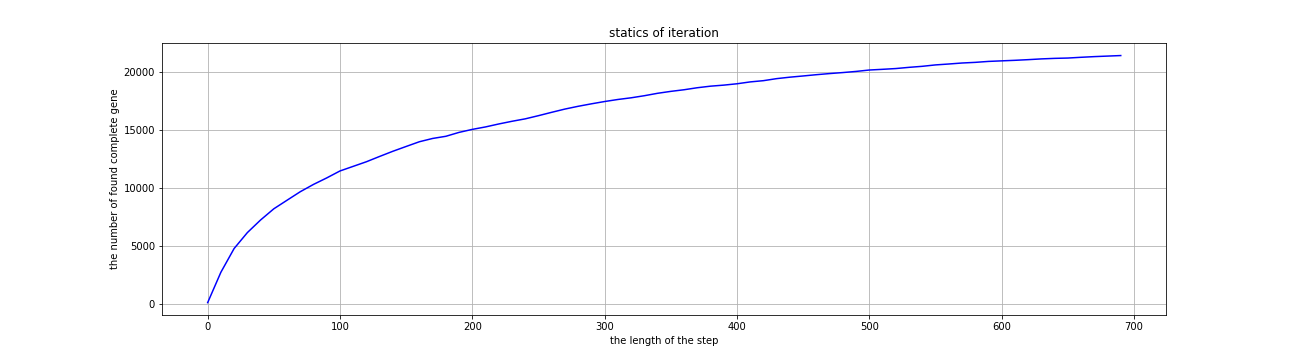 statics of iteration
the number of found complete gene
20000
15000
10000
5000
0
0 100 200 300 400 500 600 700
the length of the step